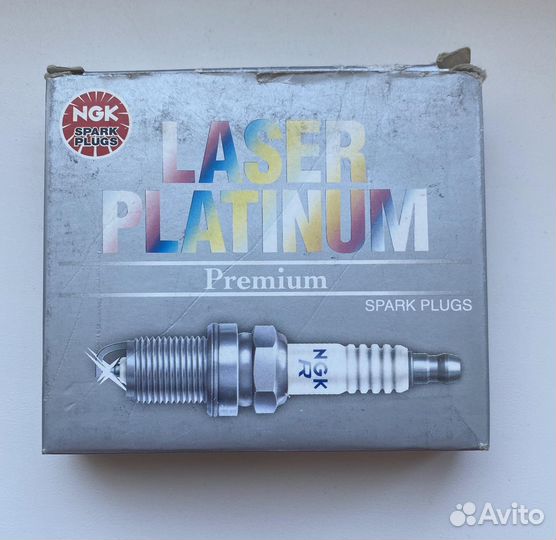 NGK
SPARK
PLUGS
LASER
PLATINUM
Premium
SPARK PLUGS
NGK
R
Avito